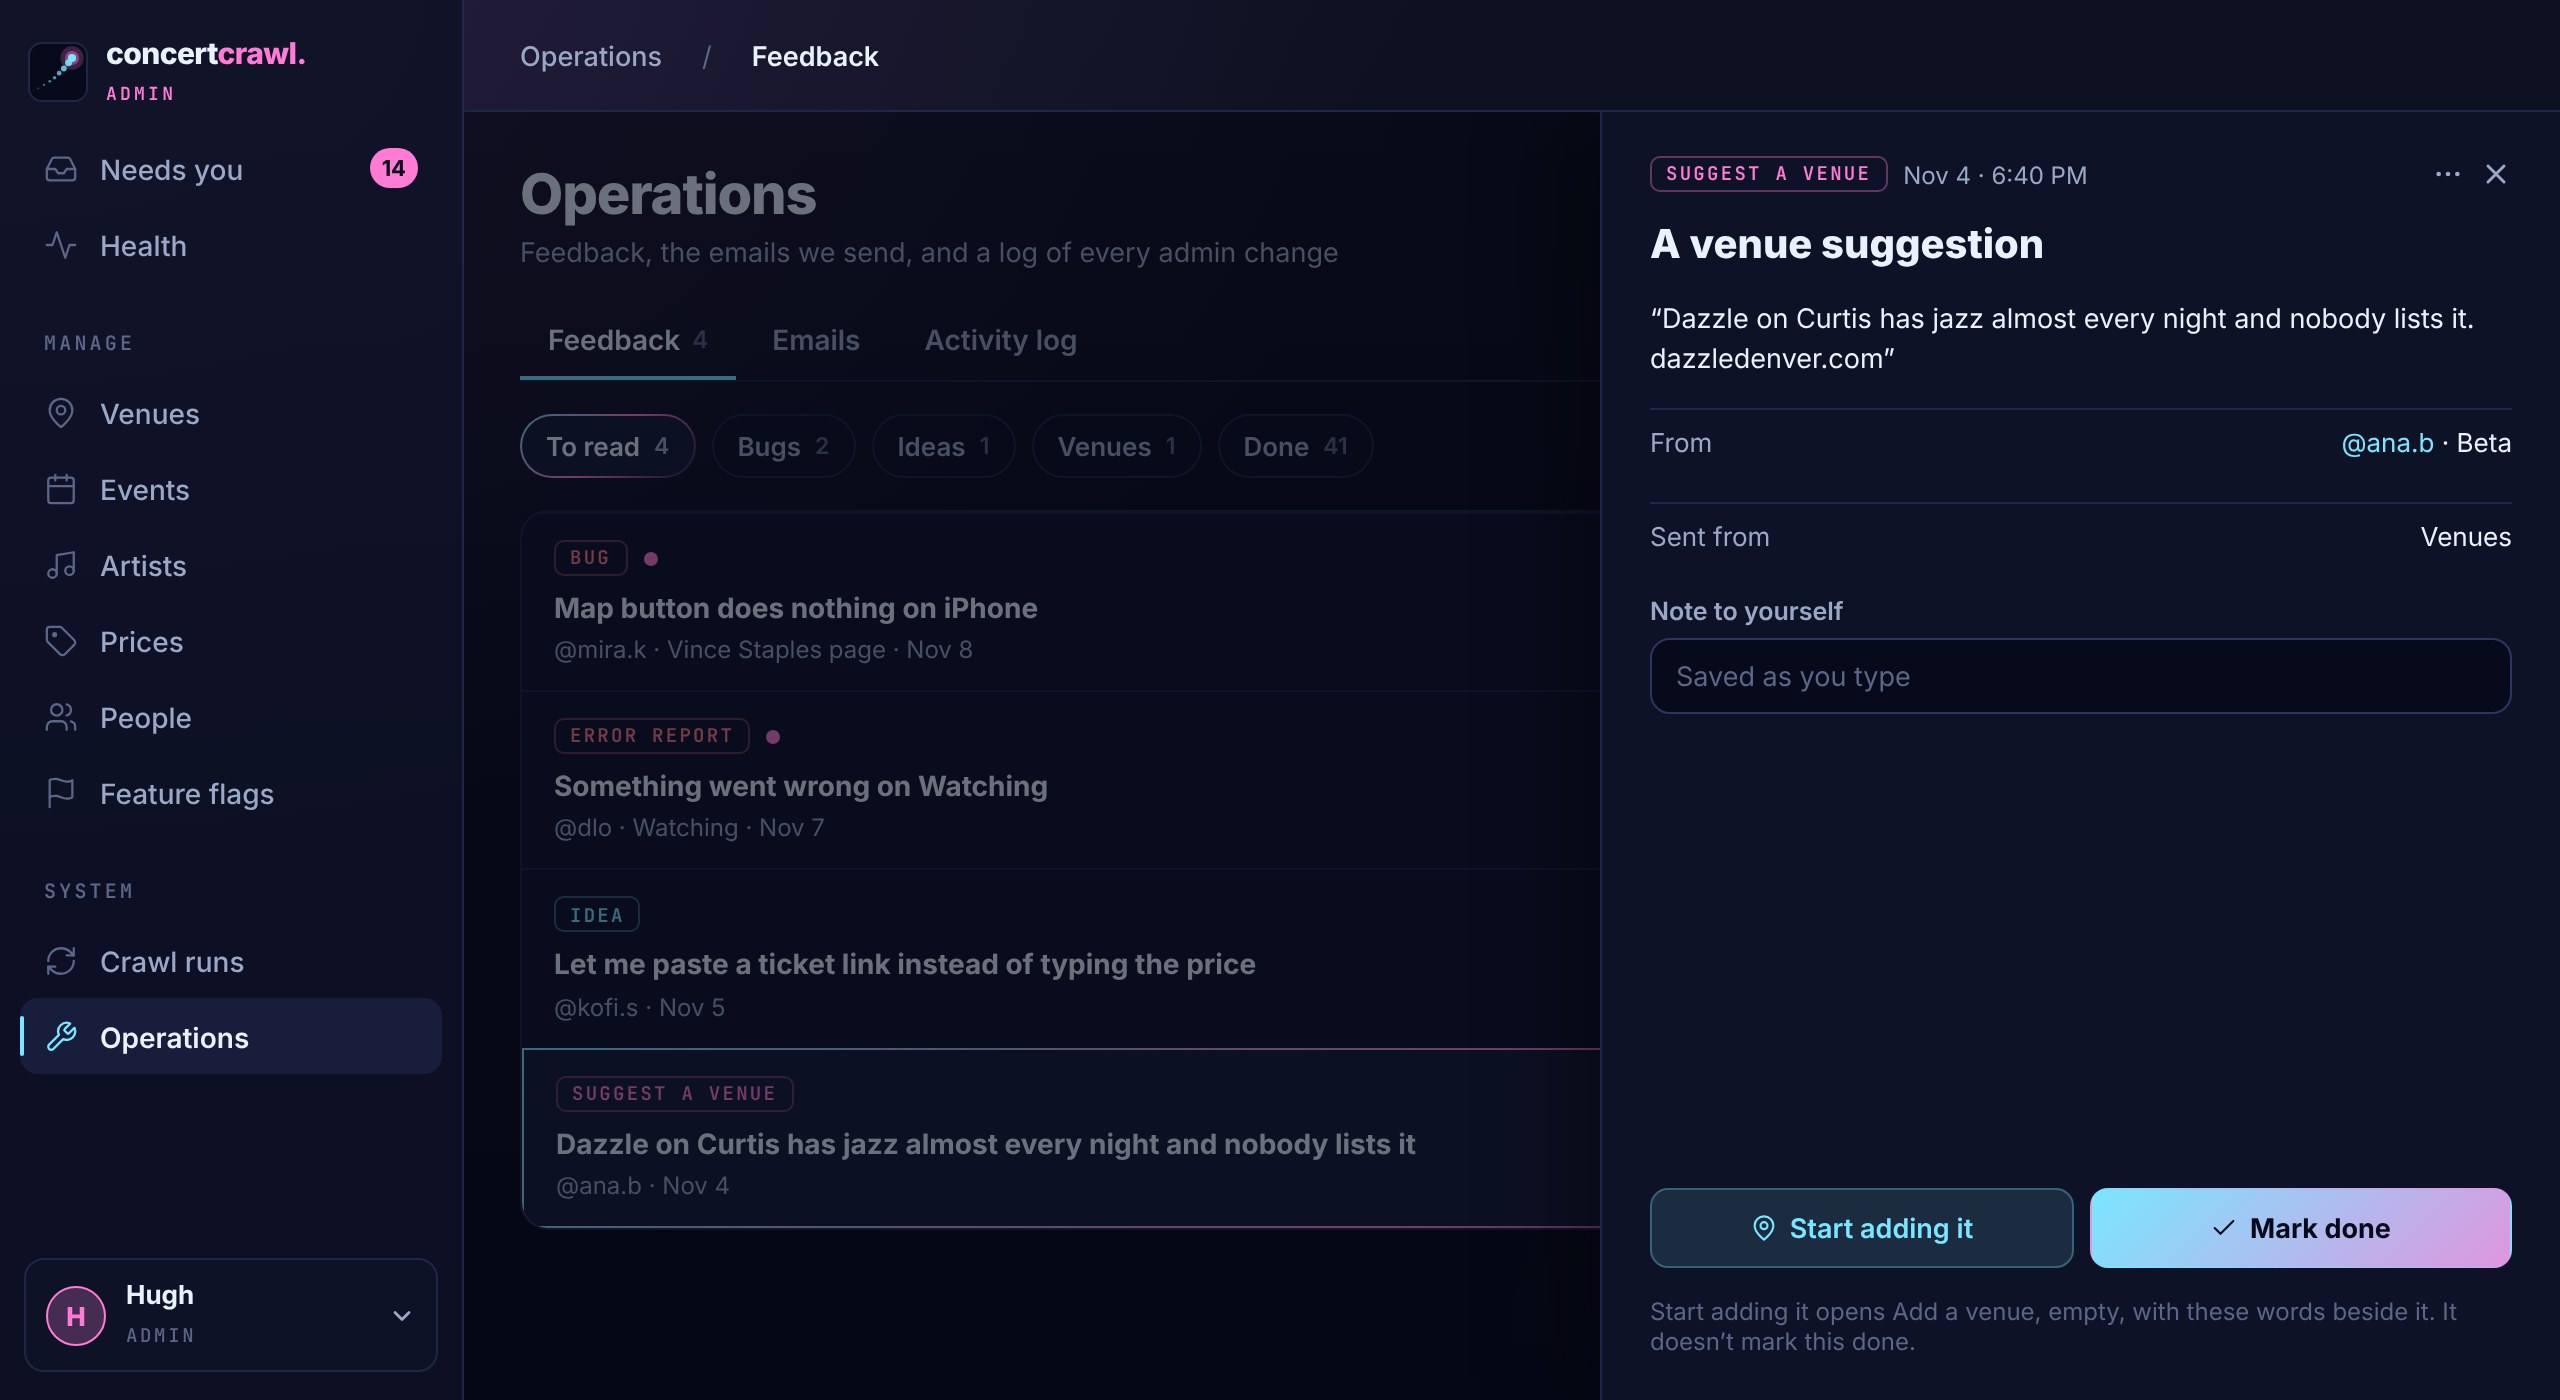 concertcrawl.
ADMIN
Needs you 14
Health
MANAGE
Venues
Events
Artists
Prices
People
Feature flags
SYSTEM
Crawl runs
Operations
H
Hugh
ADMIN
Operations / Feedback
Operations
Feedback, the emails we send, and a log of every admin change
Feedback 4 Emails Activity log
To read 4 Bugs 2 Ideas 1 Venues 1 Done 41
BUG
Map button does nothing on iPhone
@mira.k · Vince Staples page · Nov 8
ERROR REPORT
Something went wrong on Watching
@dlo · Watching · Nov 7
IDEA
Let me paste a ticket link instead of typing the price
@kofi.s · Nov 5
SUGGEST A VENUE
Dazzle on Curtis has jazz almost every night and nobody lists it
@ana.b · Nov 4
SUGGEST A VENUE Nov 4 · 6:40 PM
A venue suggestion
“Dazzle on Curtis has jazz almost every night and nobody lists it.
dazzledenver.com”
From @ana.b · Beta
Sent from Venues
Note to yourself
Saved as you type
Start adding it
Mark done
Start adding it opens Add a venue, empty, with these words beside it. It
doesn’t mark this done.